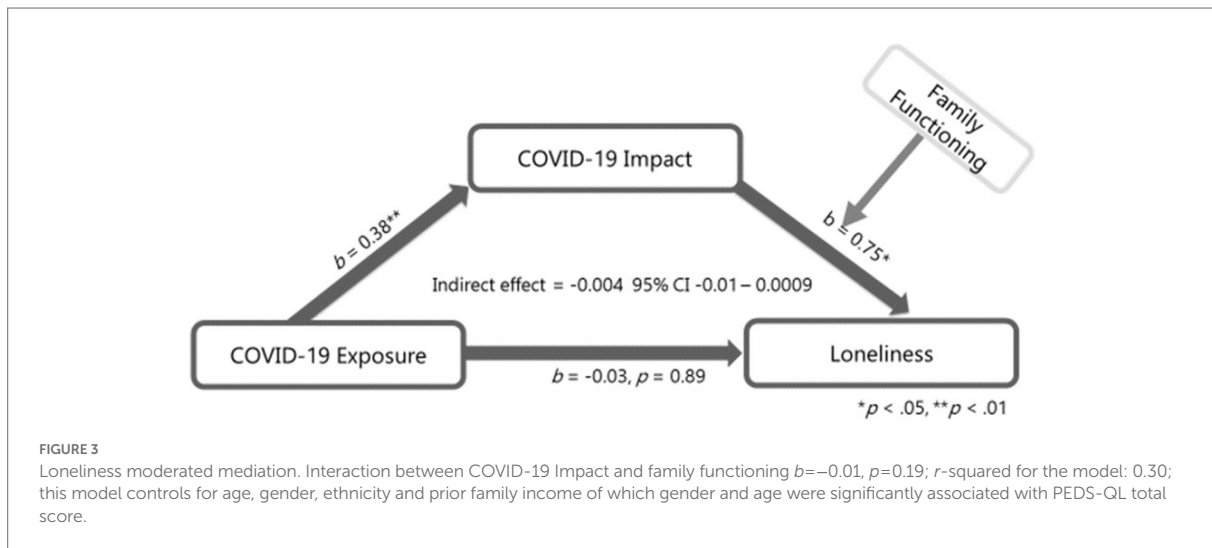 Family
Functioning
COVID-19 Impact
b = 0.38**
b = 0.75*
Indirect effect = -0.004 95% CI -0.01 – 0.0009
COVID-19 Exposure
Loneliness
b = -0.03, p = 0.89
*p < .05, **p < .01
FIGURE 3
Loneliness moderated mediation. Interaction between COVID-19 Impact and family functioning b=−0.01, p=0.19; r-squared for the model: 0.30;
this model controls for age, gender, ethnicity and prior family income of which gender and age were significantly associated with PEDS-QL total
score.